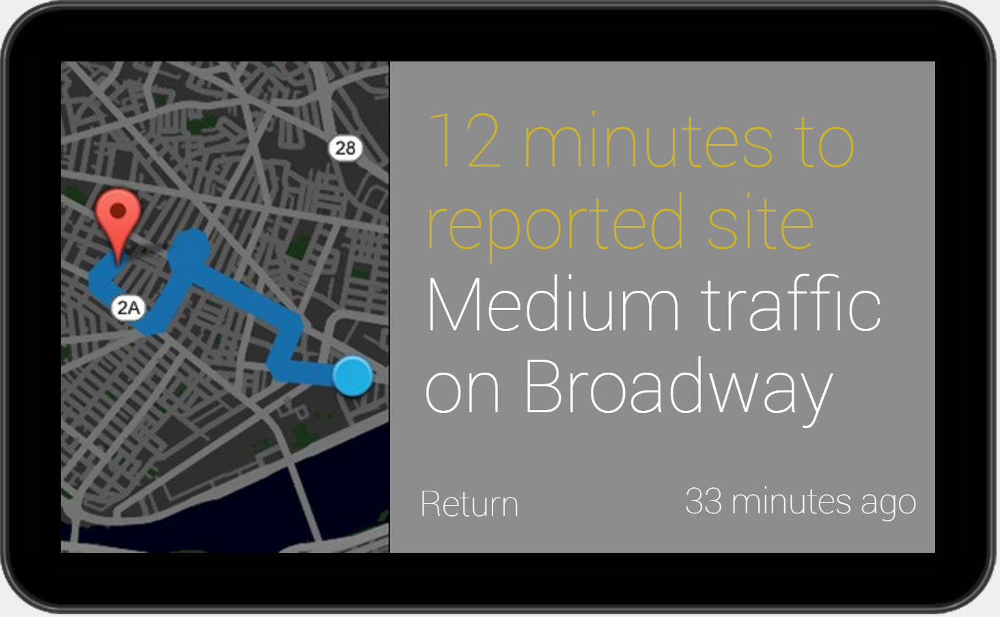 28
2A
12 minutes to
reported site
Medium traffic
on Broadway
Return
33 minutes ago